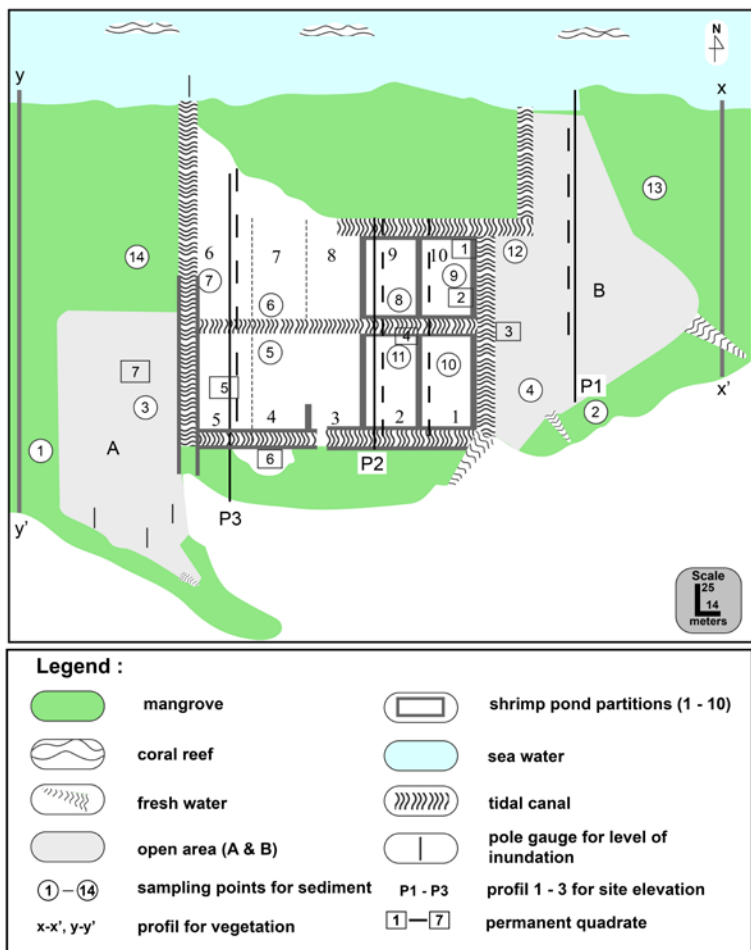 N
y
x
13
14
6
7
8
9
10
1
12
7
9
B
6
8
2
4
3
5
11
10
7
5
4
P1
x'
3
A
5
4
3
2
1
2
1
6
P2
y'
P3
Scale
25
14
meters
Legend :
mangrove
shrimp pond partitions (1 - 10)
coral reef
sea water
fresh water
tidal canal
open area (A & B)
pole gauge for level of
inundation
1 – 14 sampling points for sediment
P1 - P3 profil 1 - 3 for site elevation
x-x', y-y' profil for vegetation
1 — 7 permanent quadrate